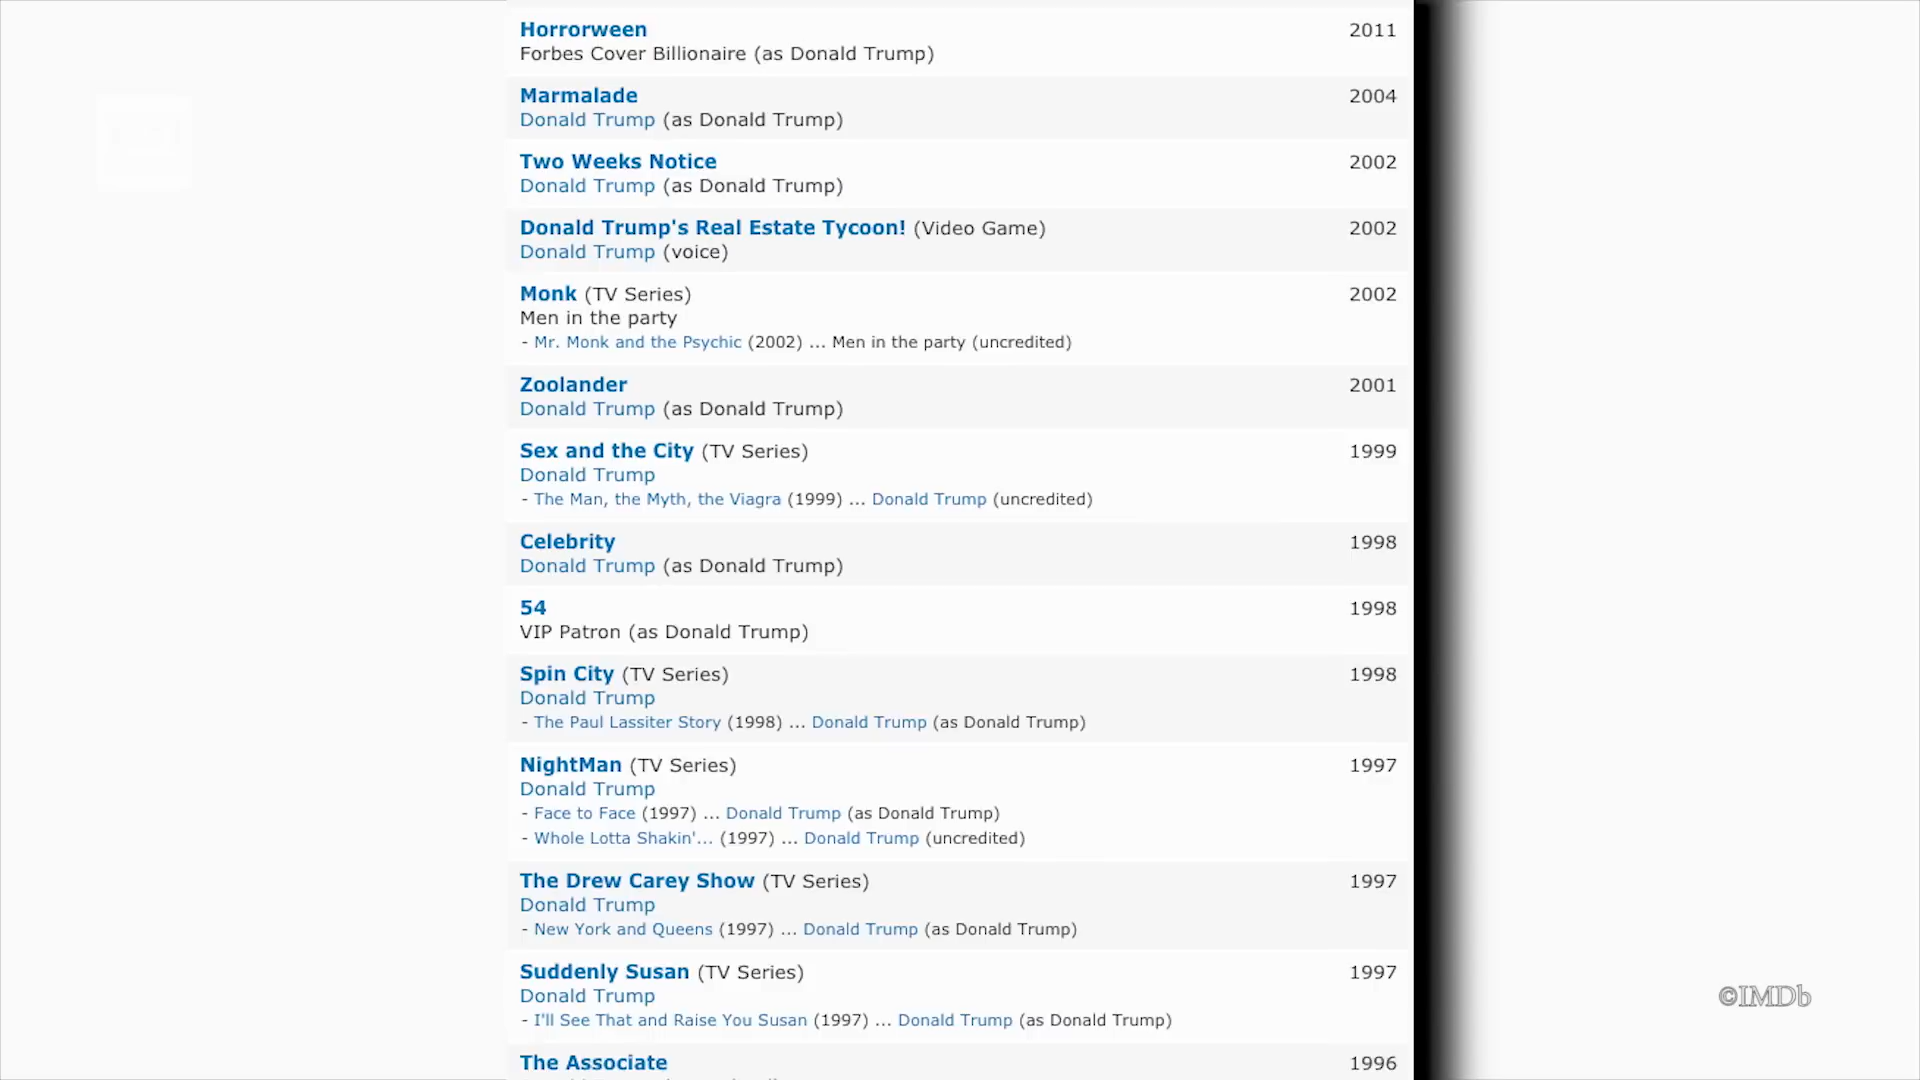 Horrorween 2011
Forbes Cover Billionaire (as Donald Trump)
Marmalade 2004
Donald Trump (as Donald Trump)
Two Weeks Notice 2002
Donald Trump (as Donald Trump)
Donald Trump's Real Estate Tycoon! (Video Game) 2002
Donald Trump (voice)
Monk (TV Series) 2002
Men in the party
- Mr. Monk and the Psychic (2002) ... Men in the party (uncredited)
Zoolander 2001
Donald Trump (as Donald Trump)
Sex and the City (TV Series) 1999
Donald Trump
- The Man, the Myth, the Viagra (1999) ... Donald Trump (uncredited)
Celebrity 1998
Donald Trump (as Donald Trump)
54 1998
VIP Patron (as Donald Trump)
Spin City (TV Series) 1998
Donald Trump
- The Paul Lassiter Story (1998) ... Donald Trump (as Donald Trump)
NightMan (TV Series) 1997
Donald Trump
- Face to Face (1997) ... Donald Trump (as Donald Trump)
- Whole Lotta Shakin'... (1997) ... Donald Trump (uncredited)
The Drew Carey Show (TV Series) 1997
Donald Trump
- New York and Queens (1997) ... Donald Trump (as Donald Trump)
Suddenly Susan (TV Series) 1997
Donald Trump
- I'll See That and Raise You Susan (1997) ... Donald Trump (as Donald Trump)
The Associate 1996
©IMDb